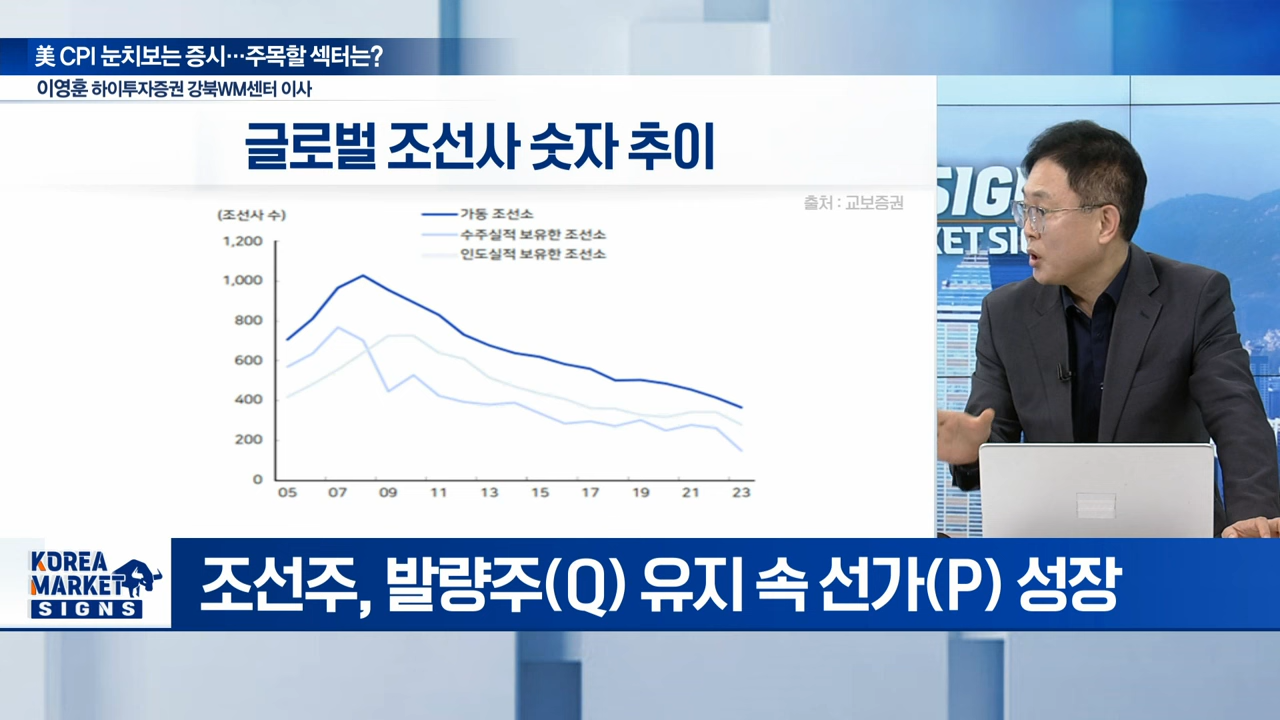 美 CPI 눈치보는 증시…주목할 섹터는?
이영훈 하이투자증권 강북WM센터 이사
글로벌 조선사 숫자 추이
출처 : 교보증권
(조선사 수)
가동 조선소
수주실적 보유한 조선소
인도실적 보유한 조선소
1,200
1,000
800
600
400
200
0
05 07 09 11 13 15 17 19 21 23
SIG
KET SI
KOREA
MARKET
SIGNS
조선주, 발량주(Q) 유지 속 선가(P) 성장